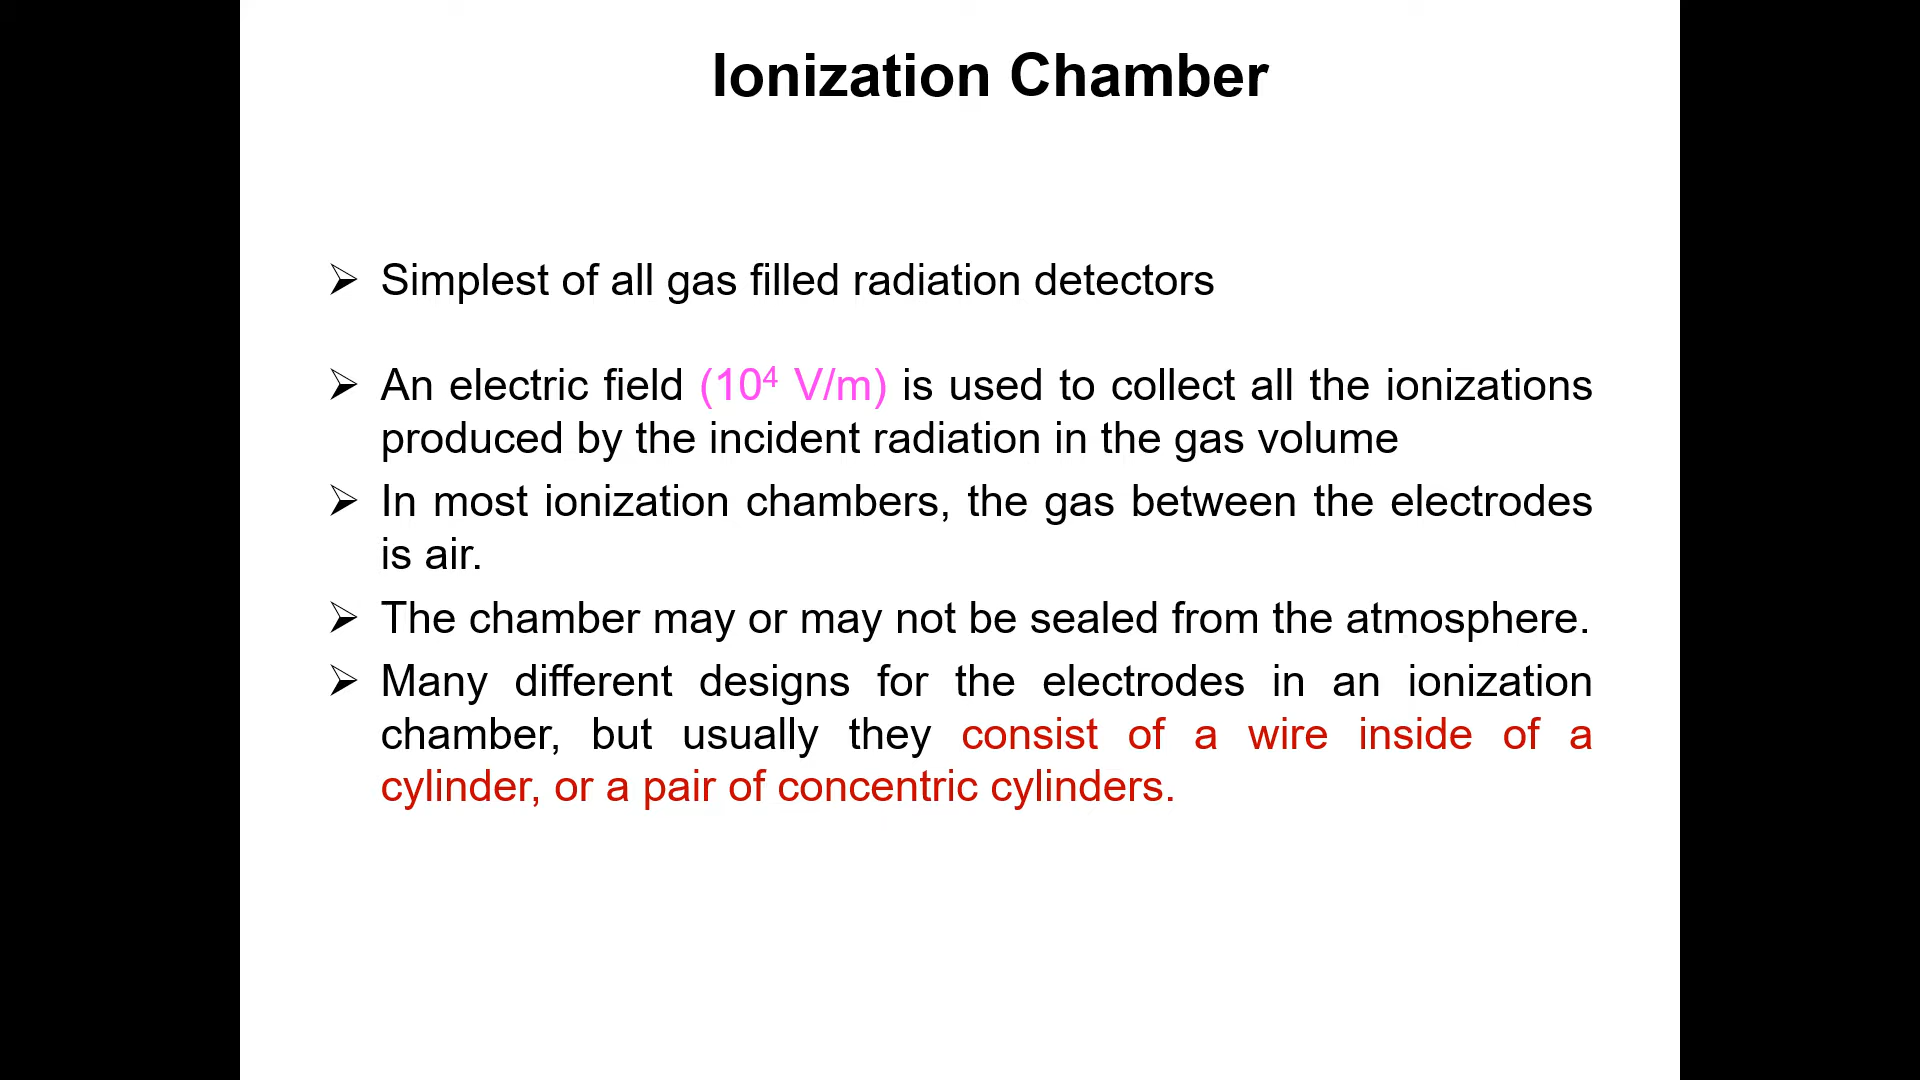 Ionization Chamber
➢ Simplest of all gas filled radiation detectors
➢ An electric field (10⁴ V/m) is used to collect all the ionizations
produced by the incident radiation in the gas volume
➢ In most ionization chambers, the gas between the electrodes
is air.
➢ The chamber may or may not be sealed from the atmosphere.
➢ Many different designs for the electrodes in an ionization
chamber, but usually they consist of a wire inside of a
cylinder, or a pair of concentric cylinders.